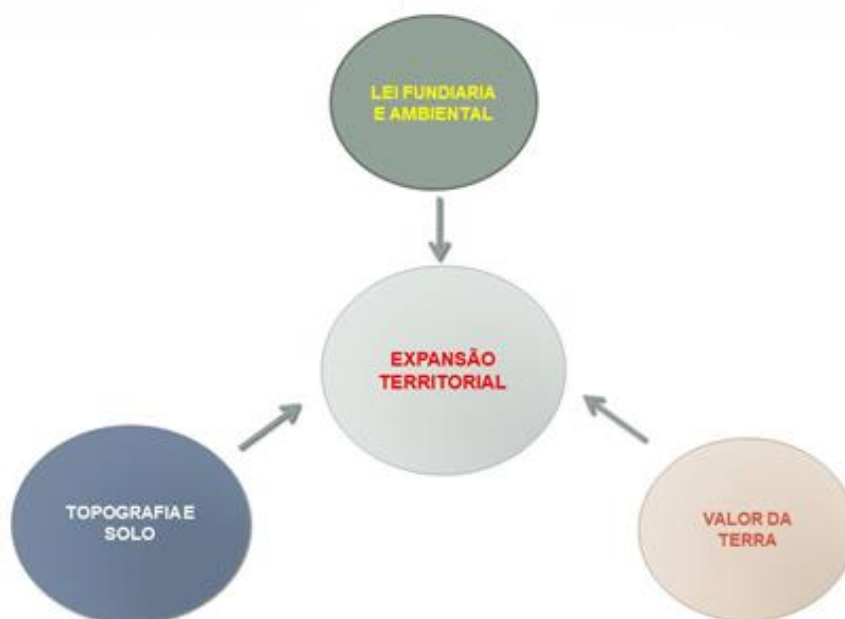 LEI FUNDIARIA
E AMBIENTAL
EXPANSÃO
TERRITORIAL
TOPOGRAFIA E
SOLO
VALOR DA
TERRA